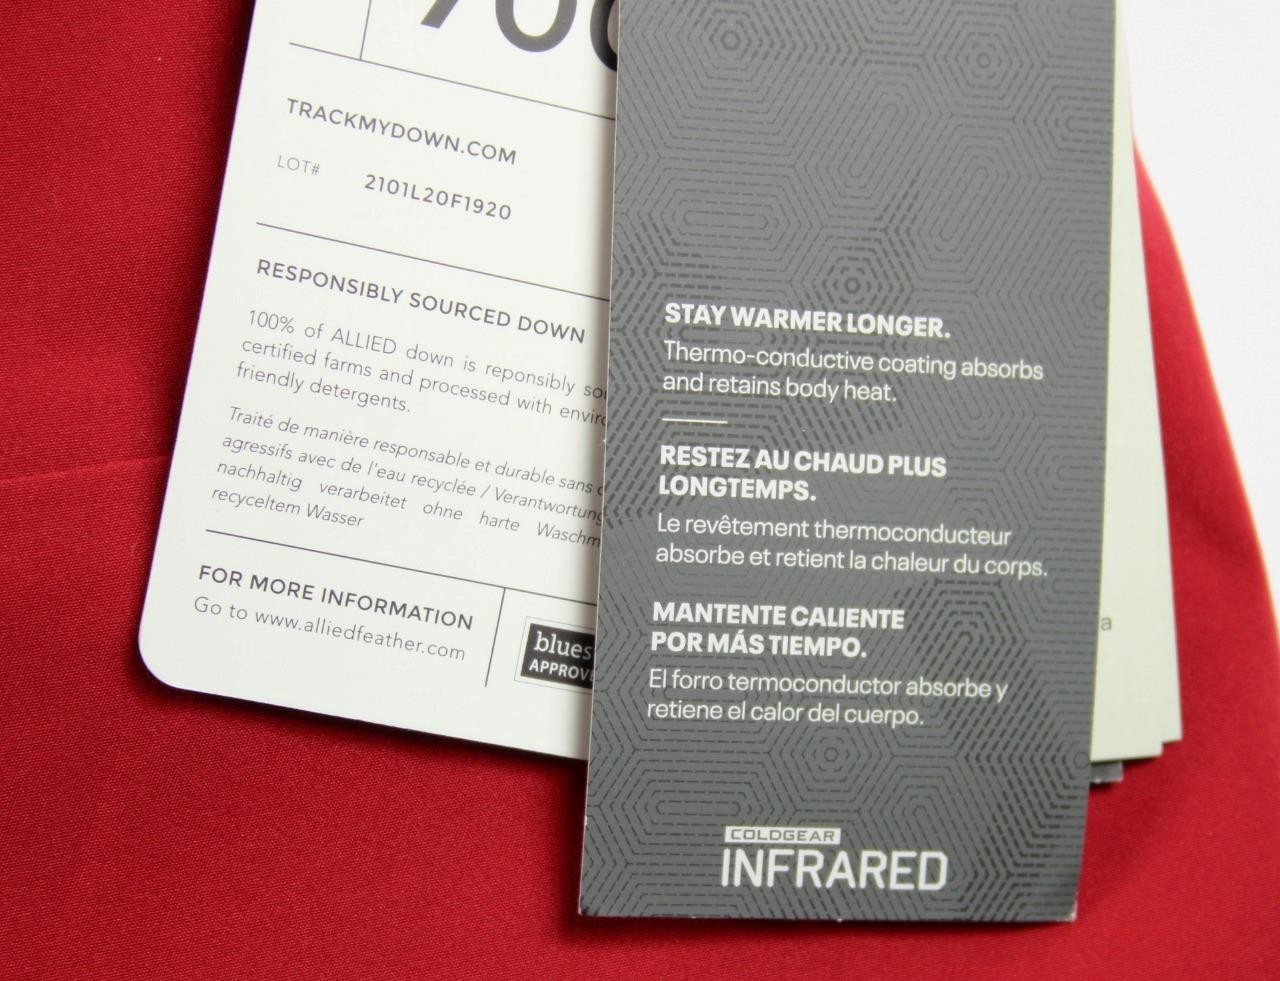 700
TRACKMYDOWN.COM
LOT# 2101L20F1920
RESPONSIBLY SOURCED DOWN
100% of ALLIED down is reponsibly
certified farms and processed with
friendly detergents.
Traité de manière responsable et durable sans
agressifs avec de l'eau recyclée / Verantwortung
nachhaltig verarbeitet ohne harte
recyceltem Wasser
FOR MORE INFORMATION
Go to www.alliedfeather.com
blues
APPROV
STAY WARMER LONGER.
Thermo-conductive coating absorbs
and retains body heat.
RESTEZ AU CHAUD PLUS
LONGTEMPS.
Le revêtement thermoconducteur
absorbe et retient la chaleur du corps.
MANTENTE CALIENTE
POR MÁS TIEMPO.
El forro termoconductor absorbe y
retiene el calor del cuerpo.
COLDGEAR
INFRARED
a